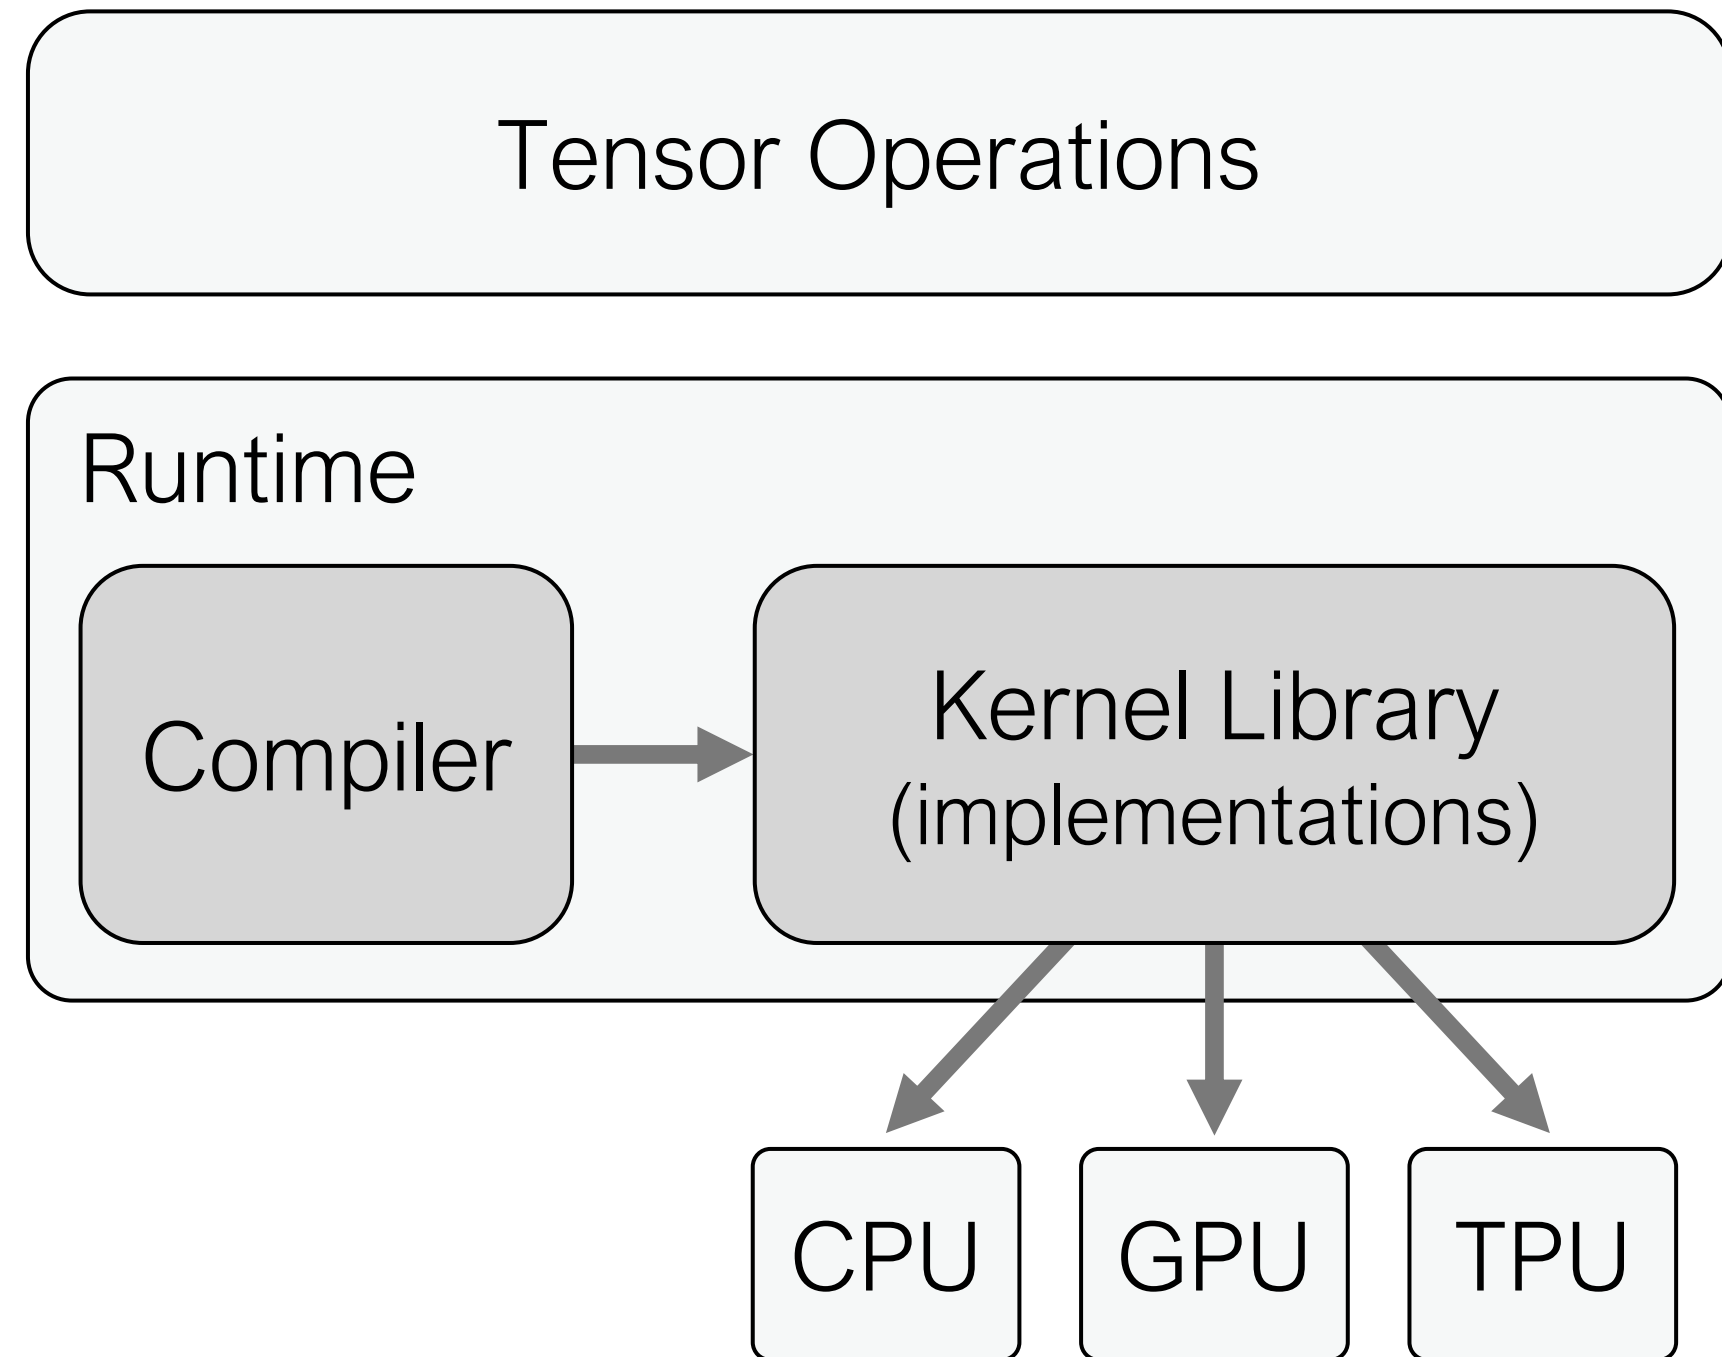 Tensor Operations
Runtime
Compiler
Kernel Library
(implementations)
CPU
GPU
TPU